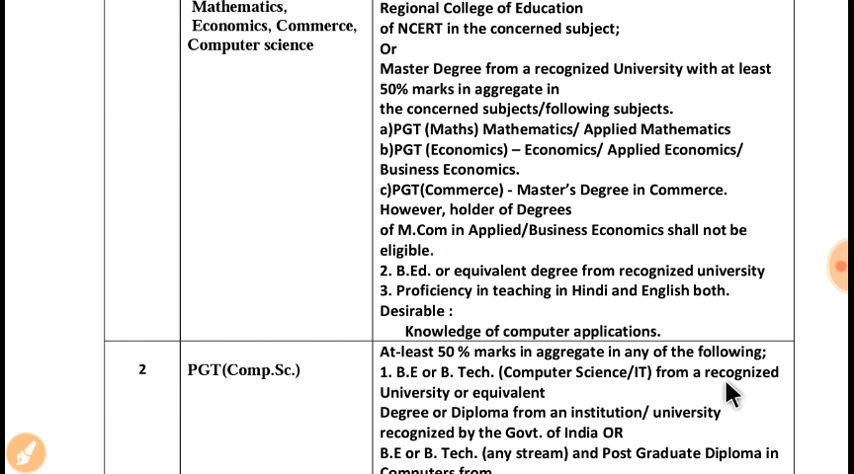 Mathematics,
Economics, Commerce,
Computer science
Regional College of Education
of NCERT in the concerned subject;
Or
Master Degree from a recognized University with at least
50% marks in aggregate in
the concerned subjects/following subjects.
a)PGT (Maths) Mathematics/ Applied Mathematics
b)PGT (Economics) – Economics/ Applied Economics/
Business Economics.
c)PGT(Commerce) - Master’s Degree in Commerce.
However, holder of Degrees
of M.Com in Applied/Business Economics shall not be
eligible.
2. B.Ed. or equivalent degree from recognized university
3. Proficiency in teaching in Hindi and English both.
Desirable :
Knowledge of computer applications.
2
PGT(Comp.Sc.)
At-least 50 % marks in aggregate in any of the following;
1. B.E or B. Tech. (Computer Science/IT) from a recognized
University or equivalent
Degree or Diploma from an institution/ university
recognized by the Govt. of India OR
B.E or B. Tech. (any stream) and Post Graduate Diploma in
Computers from